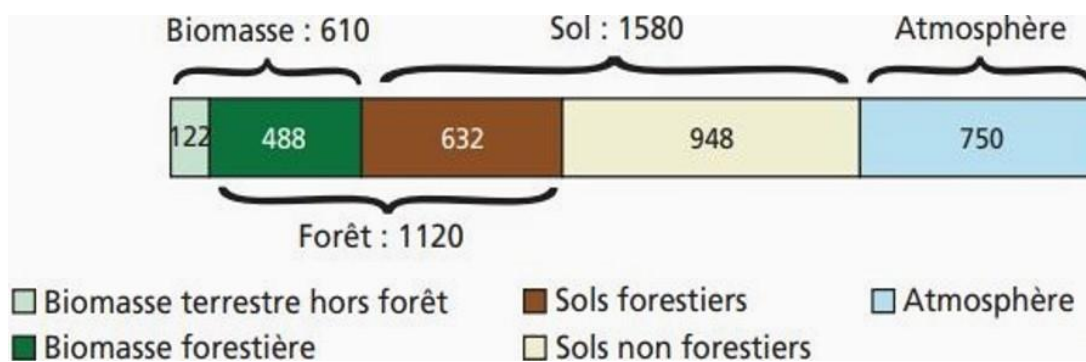 Biomasse : 610 Sol : 1580 Atmosphère
122 488 632 948 750
Forêt : 1120
Biomasse terrestre hors forêt Sols forestiers Atmosphère
Biomasse forestière Sols non forestiers